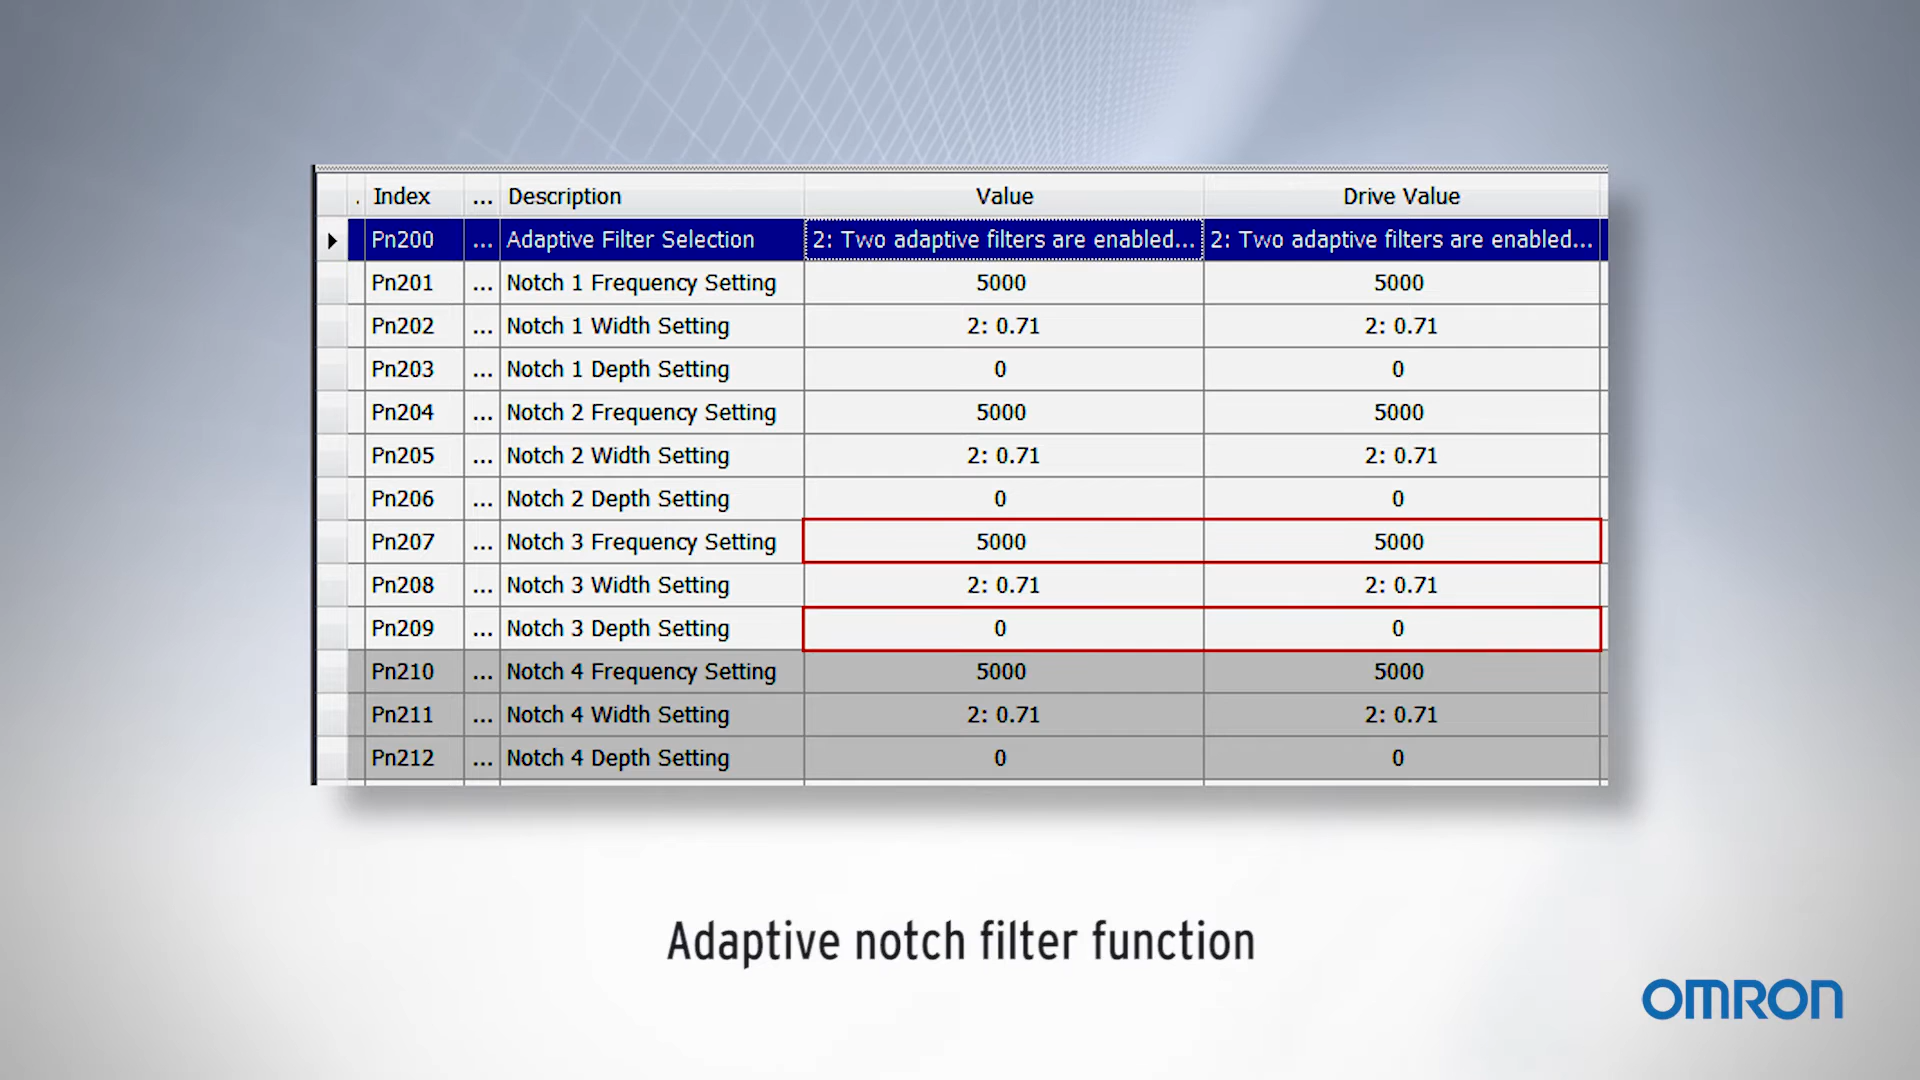 . Index ... Description Value Drive Value
Pn200 ... Adaptive Filter Selection 2: Two adaptive filters are enabled... 2: Two adaptive filters are enabled...
Pn201 ... Notch 1 Frequency Setting 5000 5000
Pn202 ... Notch 1 Width Setting 2: 0.71 2: 0.71
Pn203 ... Notch 1 Depth Setting 0 0
Pn204 ... Notch 2 Frequency Setting 5000 5000
Pn205 ... Notch 2 Width Setting 2: 0.71 2: 0.71
Pn206 ... Notch 2 Depth Setting 0 0
Pn207 ... Notch 3 Frequency Setting 5000 5000
Pn208 ... Notch 3 Width Setting 2: 0.71 2: 0.71
Pn209 ... Notch 3 Depth Setting 0 0
Pn210 ... Notch 4 Frequency Setting 5000 5000
Pn211 ... Notch 4 Width Setting 2: 0.71 2: 0.71
Pn212 ... Notch 4 Depth Setting 0 0
Adaptive notch filter function
OMRON